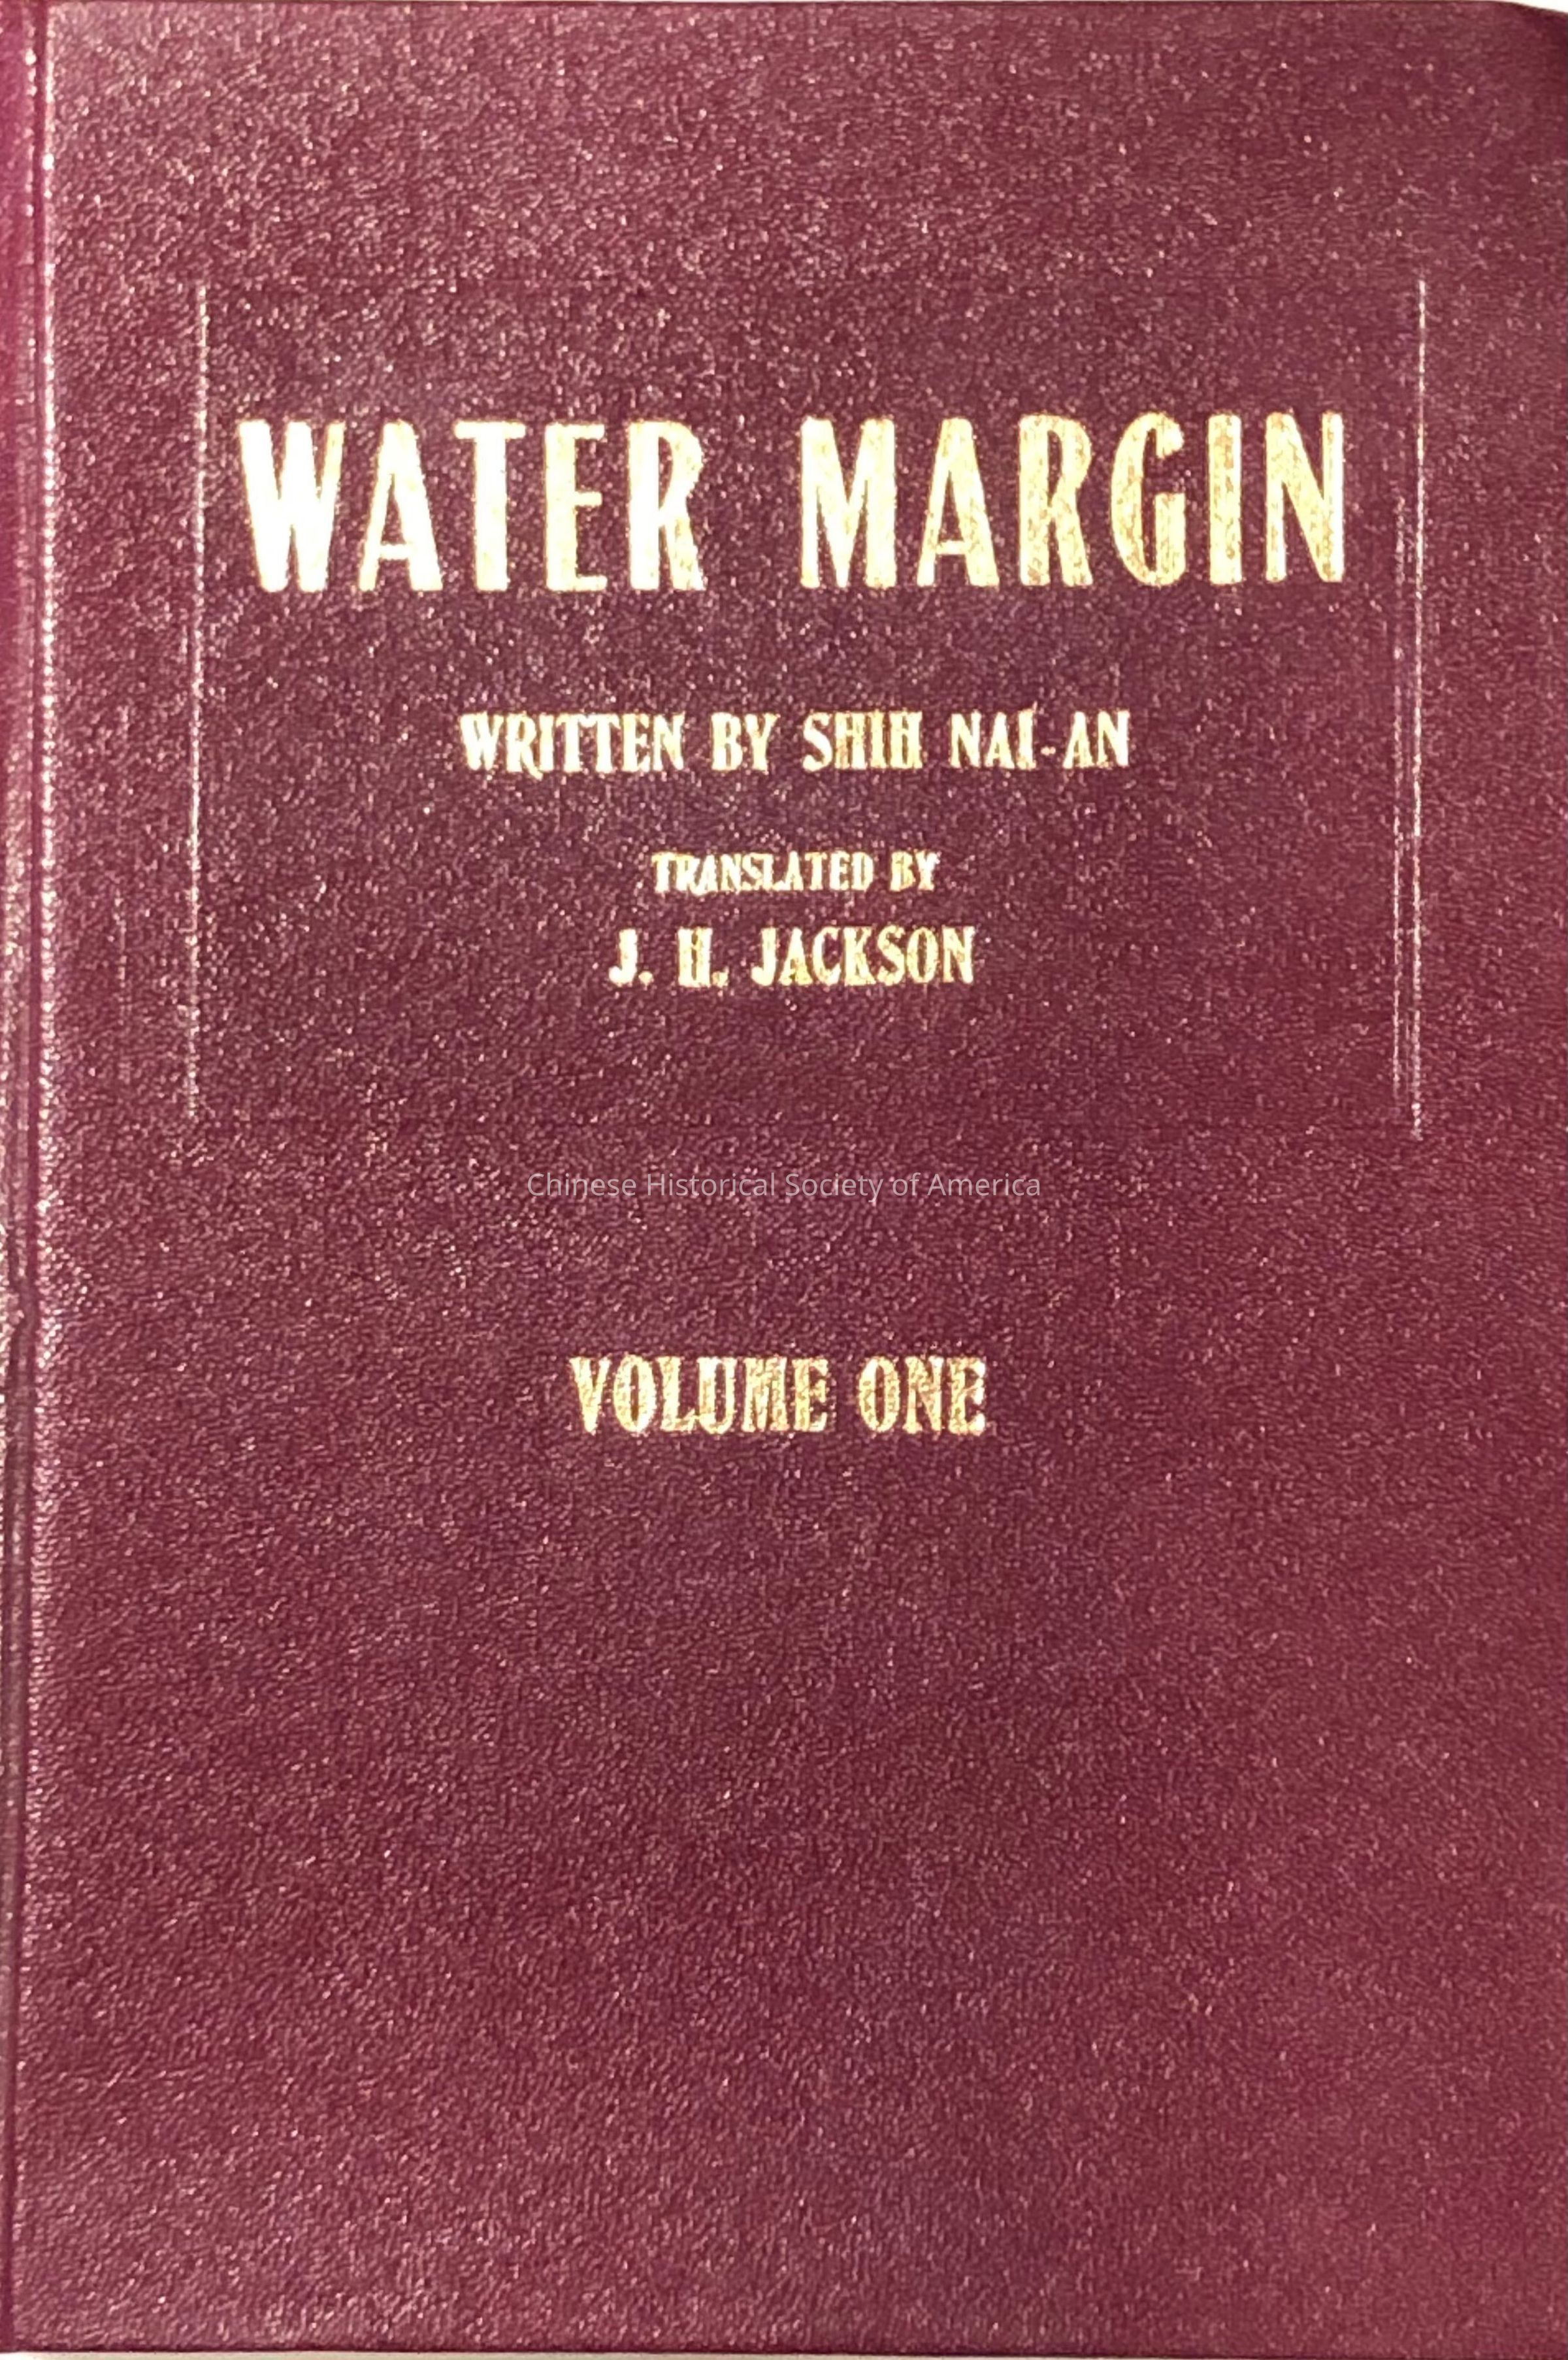 WATER MARGIN
WRITTEN BY SHIH NAI-AN
TRANSLATED BY
J. H. JACKSON
Chinese Historical Society of America
VOLUME ONE